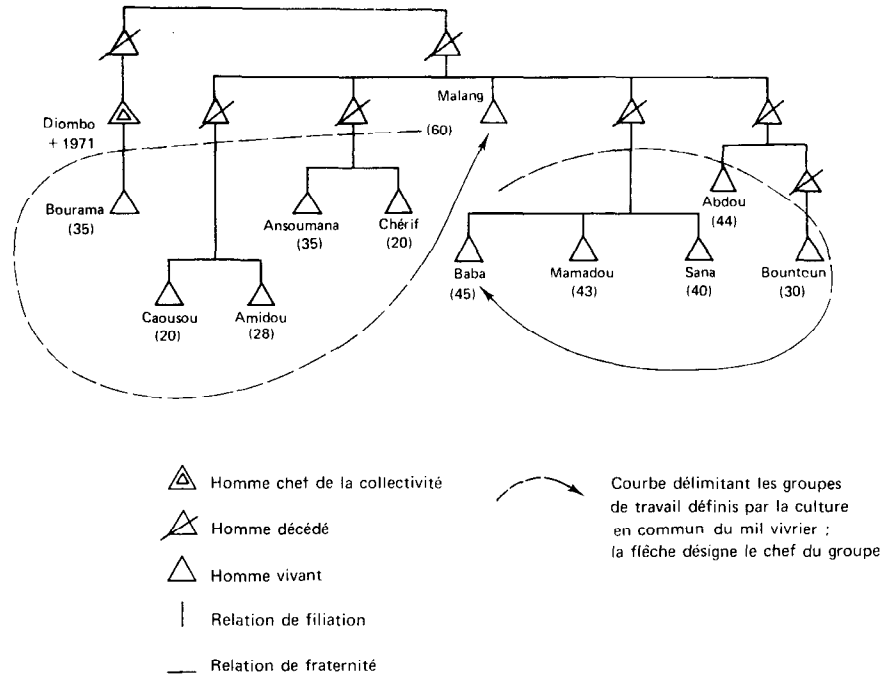 Malang
Diombo
+ 1971
(60)
Bourama
(35)
Ansoumana
(35)
Chérif
(20)
Abdou
(44)
Baba
(45)
Mamadou
(43)
Sana
(40)
Bounteun
(30)
Caousou
(20)
Amidou
(28)
Homme chef de la collectivité
Homme décédé
Homme vivant
Relation de filiation
Relation de fraternité
Courbe délimitant les groupes
de travail définis par la culture
en commun du mil vivrier ;
la flèche désigne le chef du groupe